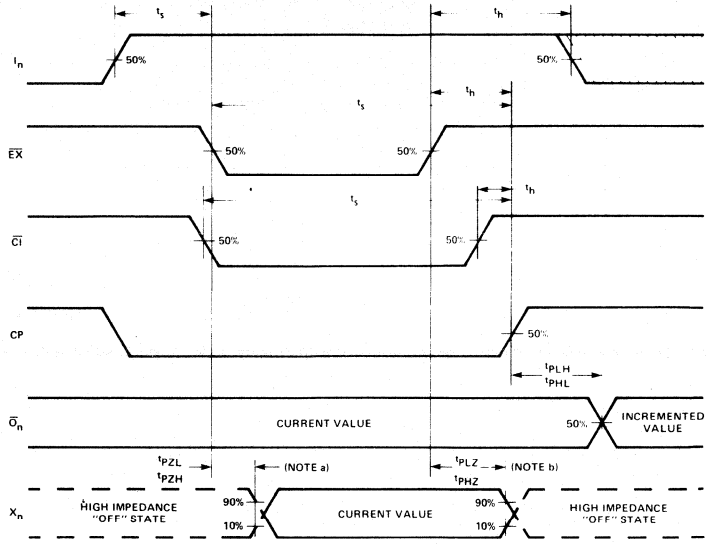 ts th
In 50% 50%
ts th
EX 50% 50%
ts th
CI 50% 50%
CP 50%
tPLH
tPHL
On CURRENT VALUE 50% INCREMENTED
VALUE
tPZL (NOTE a) tPLZ (NOTE b)
tPZH tPHZ
Xn HIGH IMPEDANCE
"OFF" STATE 90% 10% CURRENT VALUE 90% 10% HIGH IMPEDANCE
"OFF" STATE